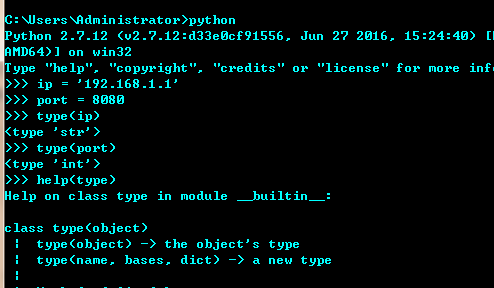 C:\Users\Administrator>python
Python 2.7.12 (v2.7.12:d33e0cf91556, Jun 27 2016, 15:24:40) [
AMD64)] on win32
Type "help", "copyright", "credits" or "license" for more
>>> ip = '192.168.1.1'
>>> port = 8080
>>> type(ip)
<type 'str'>
>>> type(port)
<type 'int'>
>>> help(type)
Help on class type in module __builtin__:
class type(object)
 |  type(object) -> the object's type
 |  type(name, bases, dict) -> a new type
 |